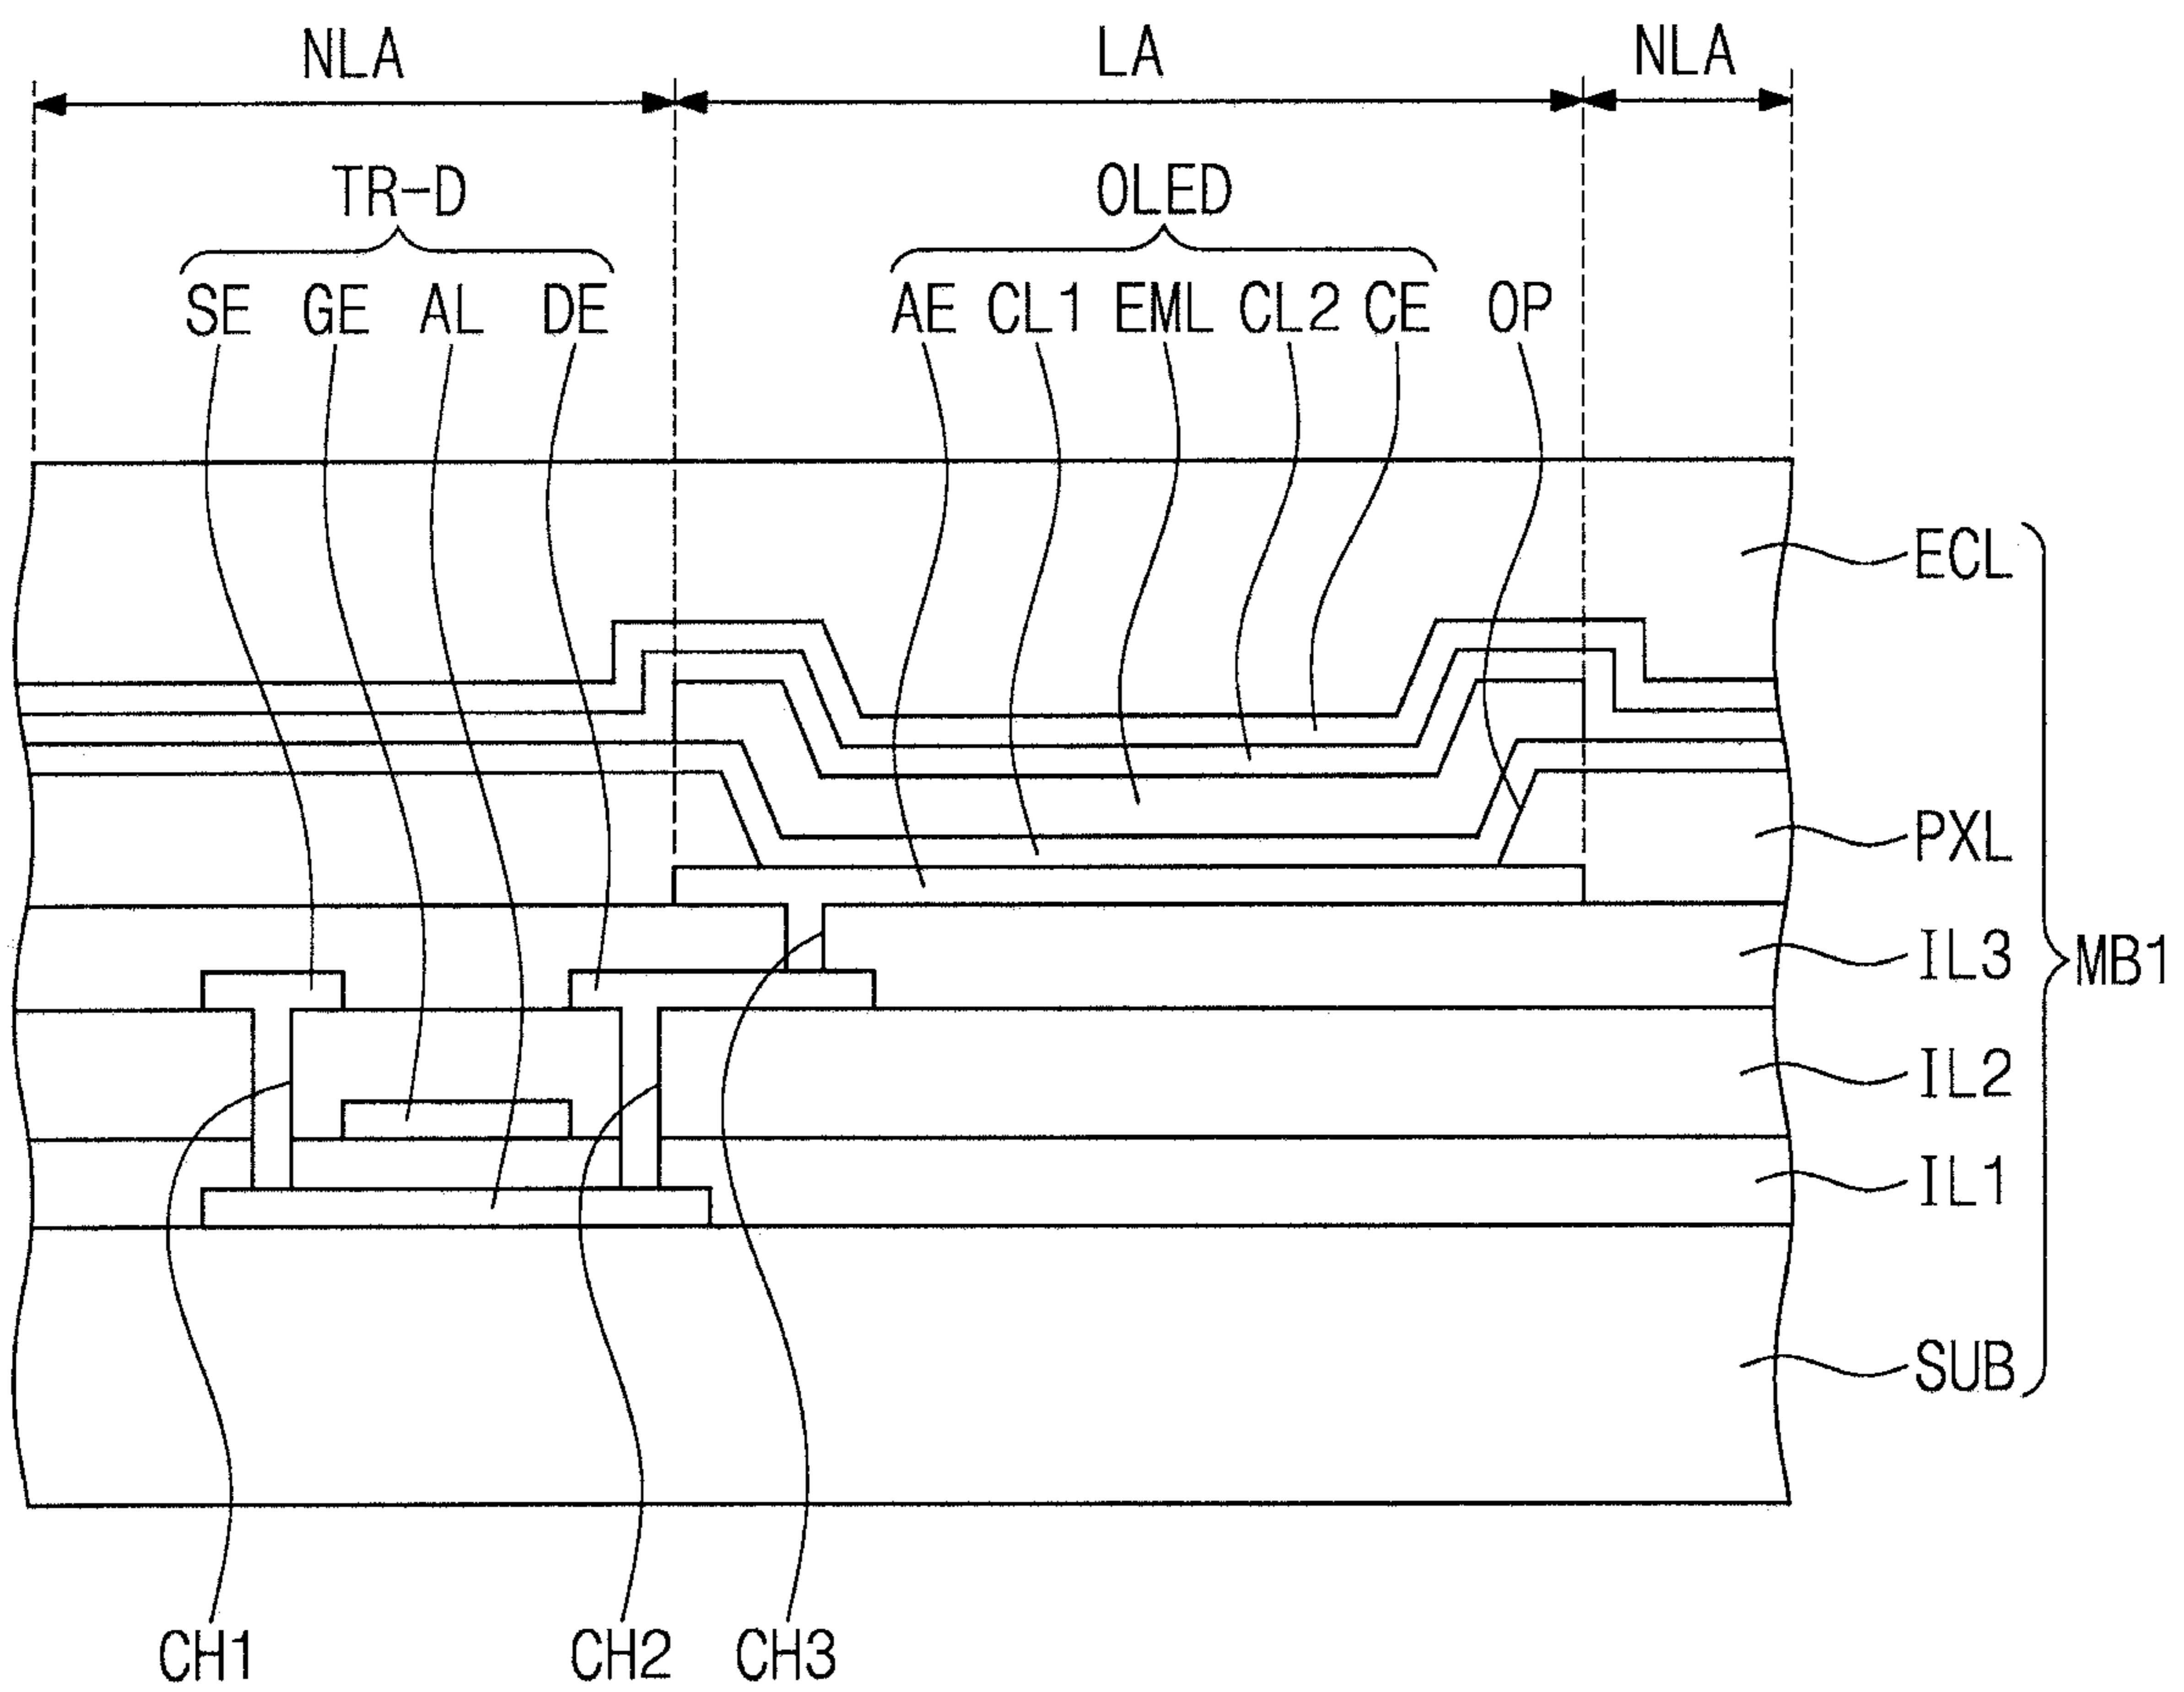 NLA LA NLA
TR-D OLED
SE GE AL DE AE CL1 EML CL2 CE OP
ECL
PXL
IL3
MB1
IL2
IL1
SUB
CH1 CH2 CH3